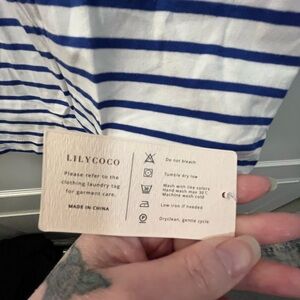 LILYCOCO
Please refer to the
clothing laundry tag
for garment care.
MADE IN CHINA
Do not bleach
Tumble dry low
Wash with like colors
Hand wash max 30°C
Machine wash cold
Low iron if needed
Dryclean, gentle cycle